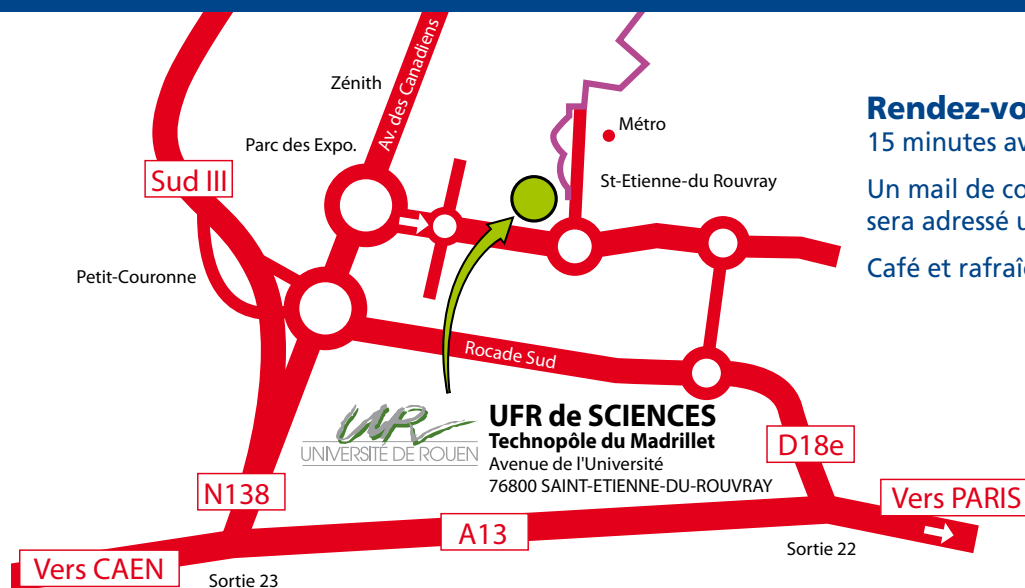 Av. des Canadiens
Zénith
Parc des Expo.
Métro
St-Etienne-du Rouvray
Sud III
Petit-Couronne
Rocade Sud
UNIVERSITÉ DE ROUEN
UFR de SCIENCES
Technopôle du Madrillet
Avenue de l'Université
76800 SAINT-ETIENNE-DU-ROUVRAY
D18e
N138
Vers PARIS
A13
Vers CAEN
Sortie 22
Sortie 23
Rendez-vo
15 minutes av
Un mail de co
sera adressé u
Café et rafraî